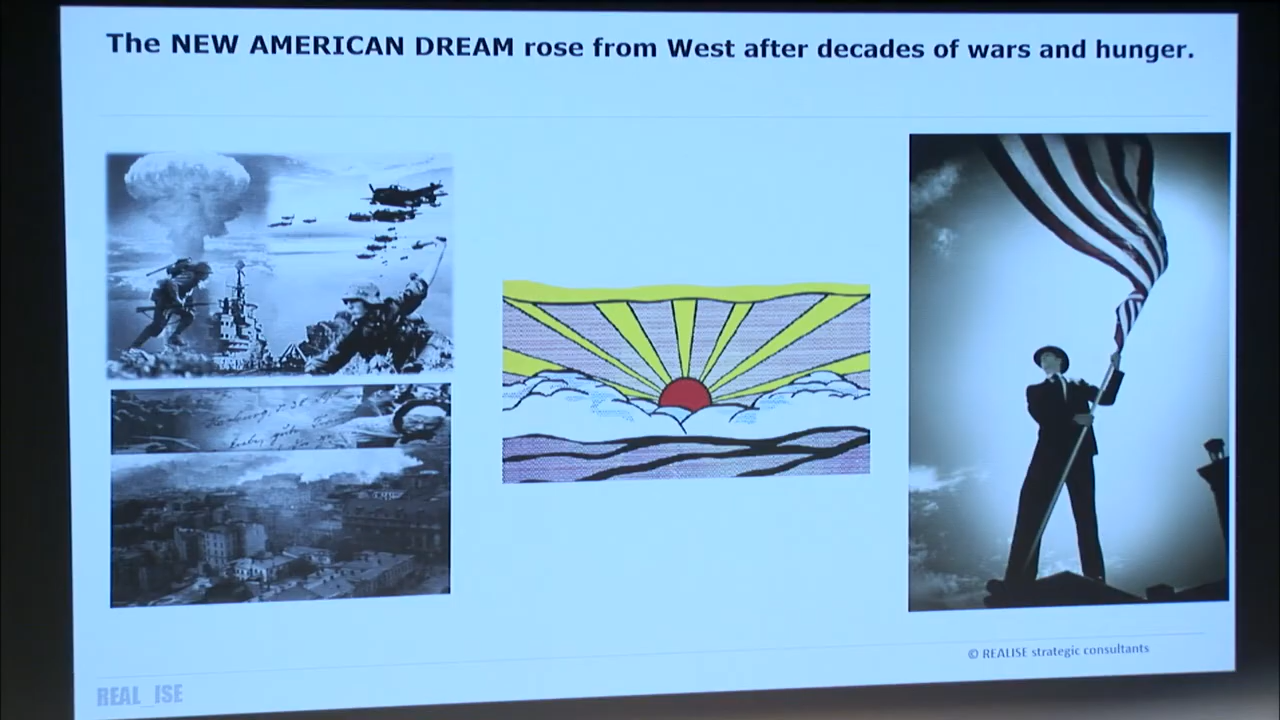 The NEW AMERICAN DREAM rose from West after decades of wars and hunger.
© REALISE strategic consultants
REAL_ISE